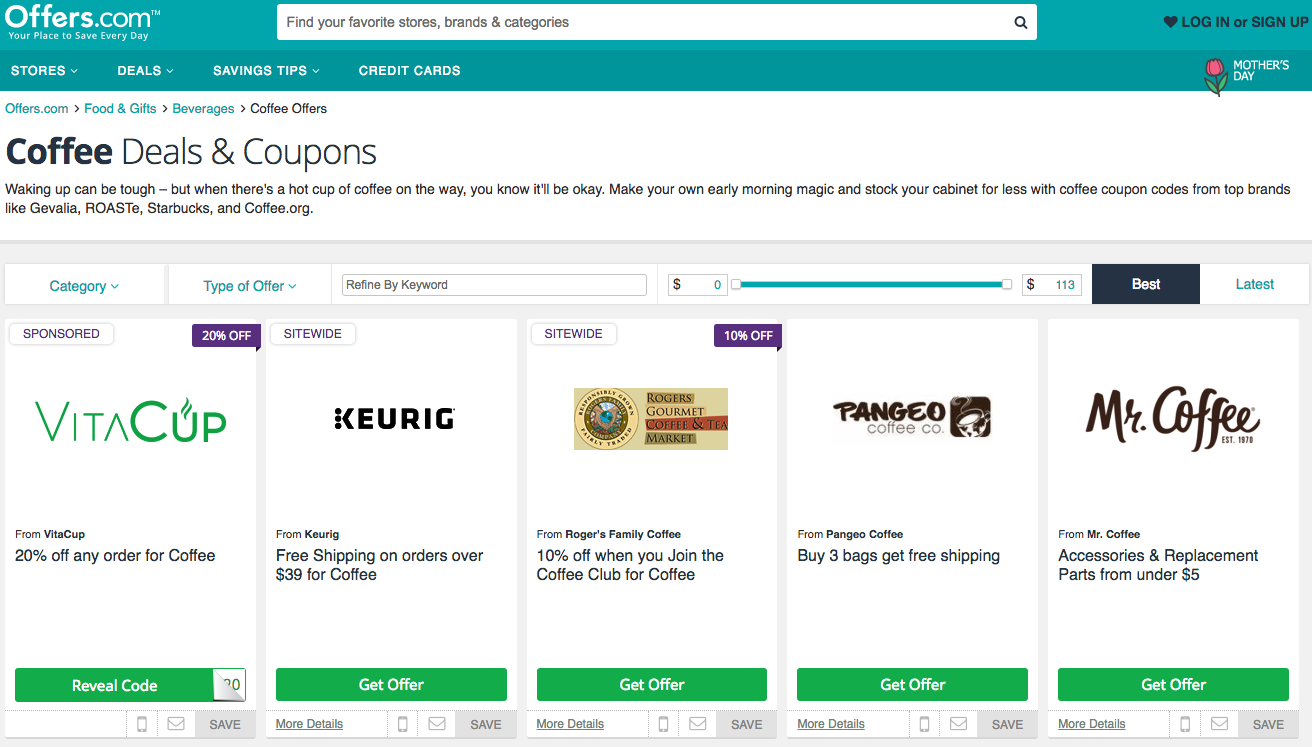 Offers.com™
Your Place to Save Every Day
Find your favorite stores, brands & categories
LOG IN or SIGN UP
STORES
DEALS
SAVINGS TIPS
CREDIT CARDS
MOTHER'S
DAY
Offers.com > Food & Gifts > Beverages > Coffee Offers
Coffee Deals & Coupons
Waking up can be tough – but when there's a hot cup of coffee on the way, you know it'll be okay. Make your own early morning magic and stock your cabinet for less with coffee coupon codes from top brands
like Gevalia, ROASTe, Starbucks, and Coffee.org.
Category
Type of Offer
Refine By Keyword
$ 0
$ 113
Best
Latest
SPONSORED
20% OFF
VITACUP
From VitaCup
20% off any order for Coffee
Reveal Code
SAVE
SITEWIDE
KEURIG
From Keurig
Free Shipping on orders over
$39 for Coffee
Get Offer
More Details
SAVE
SITEWIDE
10% OFF
RESPONSIBLY GROWN
FAIRLY TRADED
ROGERS
GOURMET
COFFEE & TEA
MARKET
From Roger's Family Coffee
10% off when you Join the
Coffee Club for Coffee
Get Offer
More Details
SAVE
PANGEO
coffee co.
From Pangeo Coffee
Buy 3 bags get free shipping
Get Offer
More Details
SAVE
Mr. Coffee
EST. 1970
From Mr. Coffee
Accessories & Replacement
Parts from under $5
Get Offer
More Details
SAVE